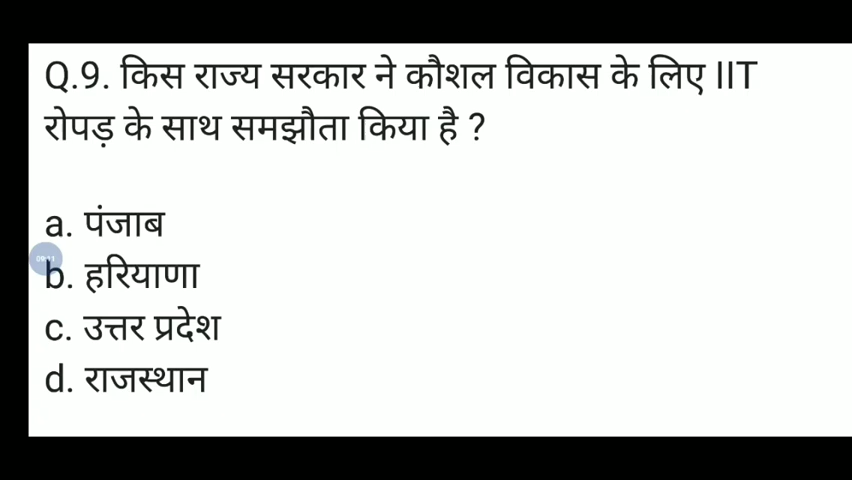 Q.9. किस राज्य सरकार ने कौशल विकास के लिए IIT
रोपड़ के साथ समझौता किया है ?
a. पंजाब
b. हरियाणा
c. उत्तर प्रदेश
d. राजस्थान